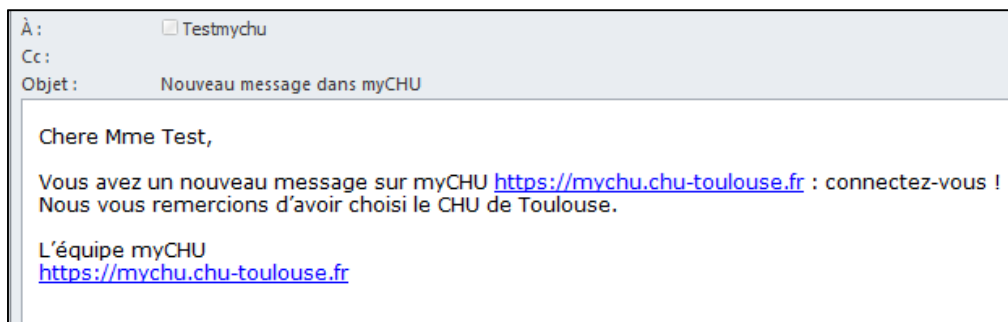 À : Testmychu
Cc :
Objet : Nouveau message dans myCHU
Chere Mme Test,
Vous avez un nouveau message sur myCHU https://mychu.chu-toulouse.fr : connectez-vous !
Nous vous remercions d’avoir choisi le CHU de Toulouse.
L’équipe myCHU
https://mychu.chu-toulouse.fr